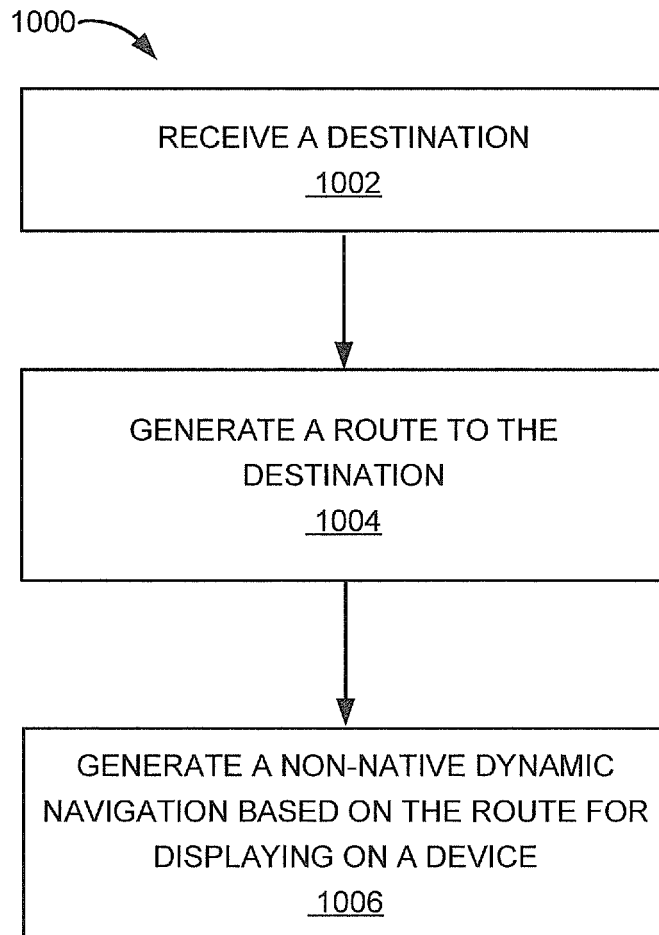 1000
RECEIVE A DESTINATION
1002
GENERATE A ROUTE TO THE
DESTINATION
1004
GENERATE A NON-NATIVE DYNAMIC
NAVIGATION BASED ON THE ROUTE FOR
DISPLAYING ON A DEVICE
1006